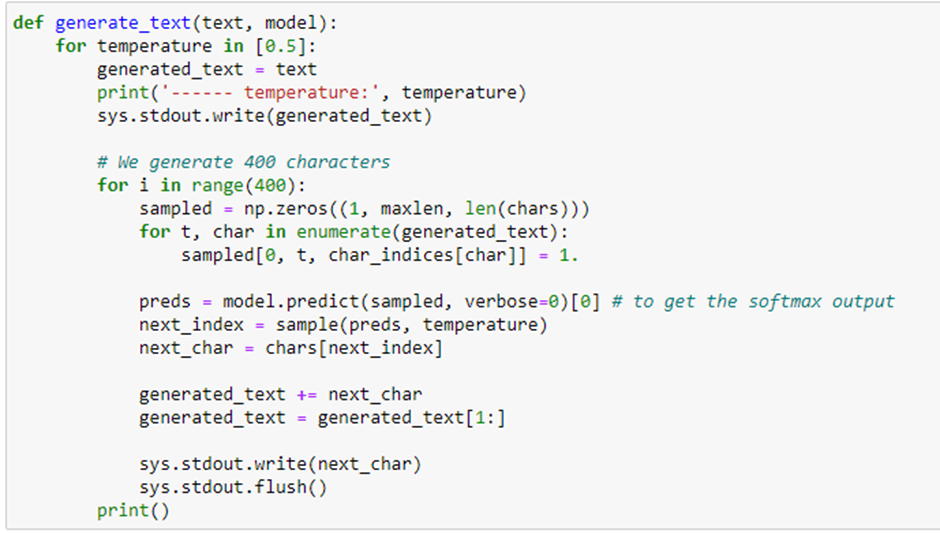 def generate_text(text, model):
    for temperature in [0.5]:
        generated_text = text
        print('------ temperature:', temperature)
        sys.stdout.write(generated_text)

        # We generate 400 characters
        for i in range(400):
            sampled = np.zeros((1, maxlen, len(chars)))
            for t, char in enumerate(generated_text):
                sampled[0, t, char_indices[char]] = 1.

            preds = model.predict(sampled, verbose=0)[0] # to get the softmax output
            next_index = sample(preds, temperature)
            next_char = chars[next_index]

            generated_text += next_char
            generated_text = generated_text[1:]

            sys.stdout.write(next_char)
            sys.stdout.flush()
        print()